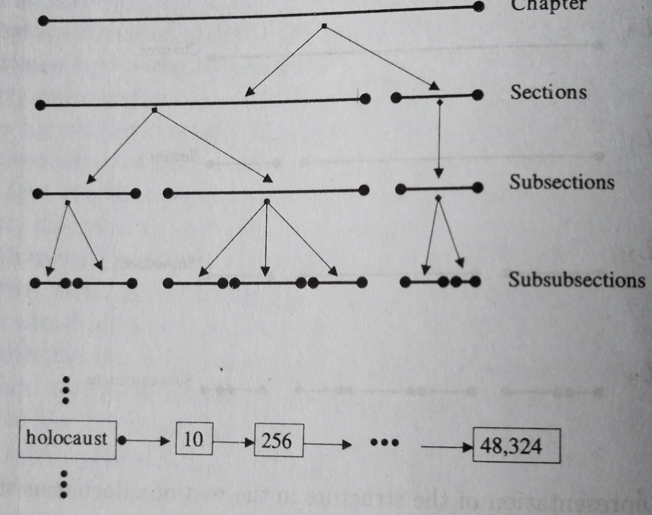 Chapter
Sections
Subsections
Subsubsections
holocaust 10 256 ••• 48,324